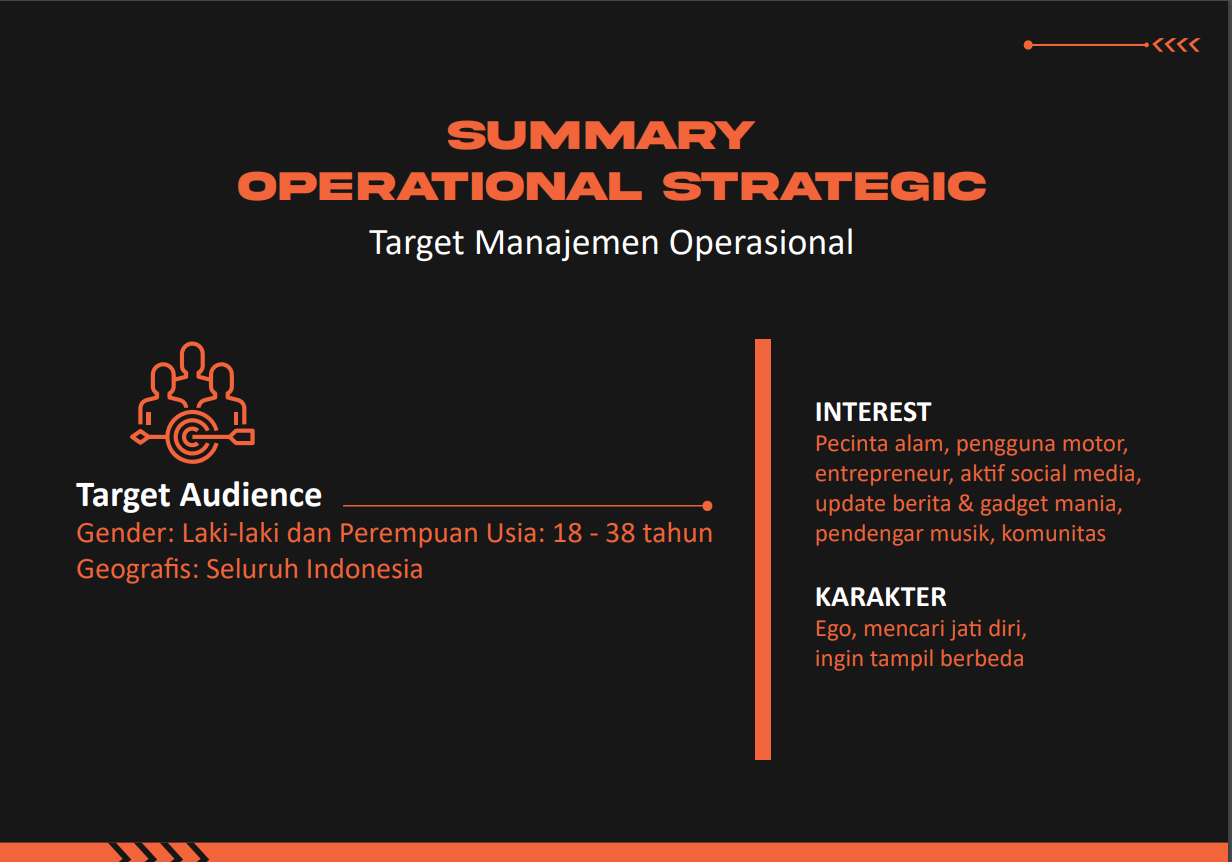 SUMMARY
OPERATIONAL STRATEGIC
Target Manajemen Operasional
Target Audience
Gender: Laki-laki dan Perempuan Usia: 18 - 38 tahun
Geografis: Seluruh Indonesia
INTEREST
Pecinta alam, pengguna motor,
entrepreneur, aktif social media,
update berita & gadget mania,
pendengar musik, komunitas
KARAKTER
Ego, mencari jati diri,
ingin tampil berbeda